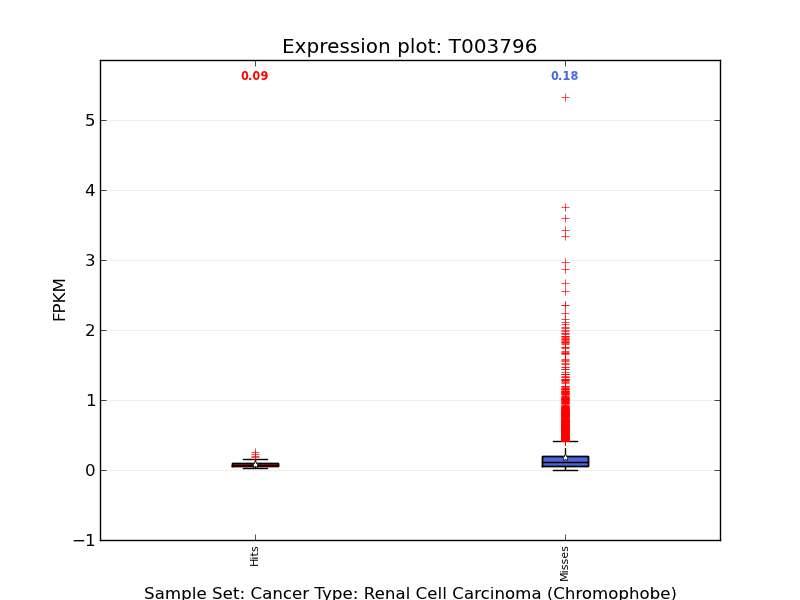 Expression plot: T003796
0.09
0.18
5
4
3
2
1
0
−1
FPKM
Hits
Misses
Sample Set: Cancer Type: Renal Cell Carcinoma (Chromophobe)